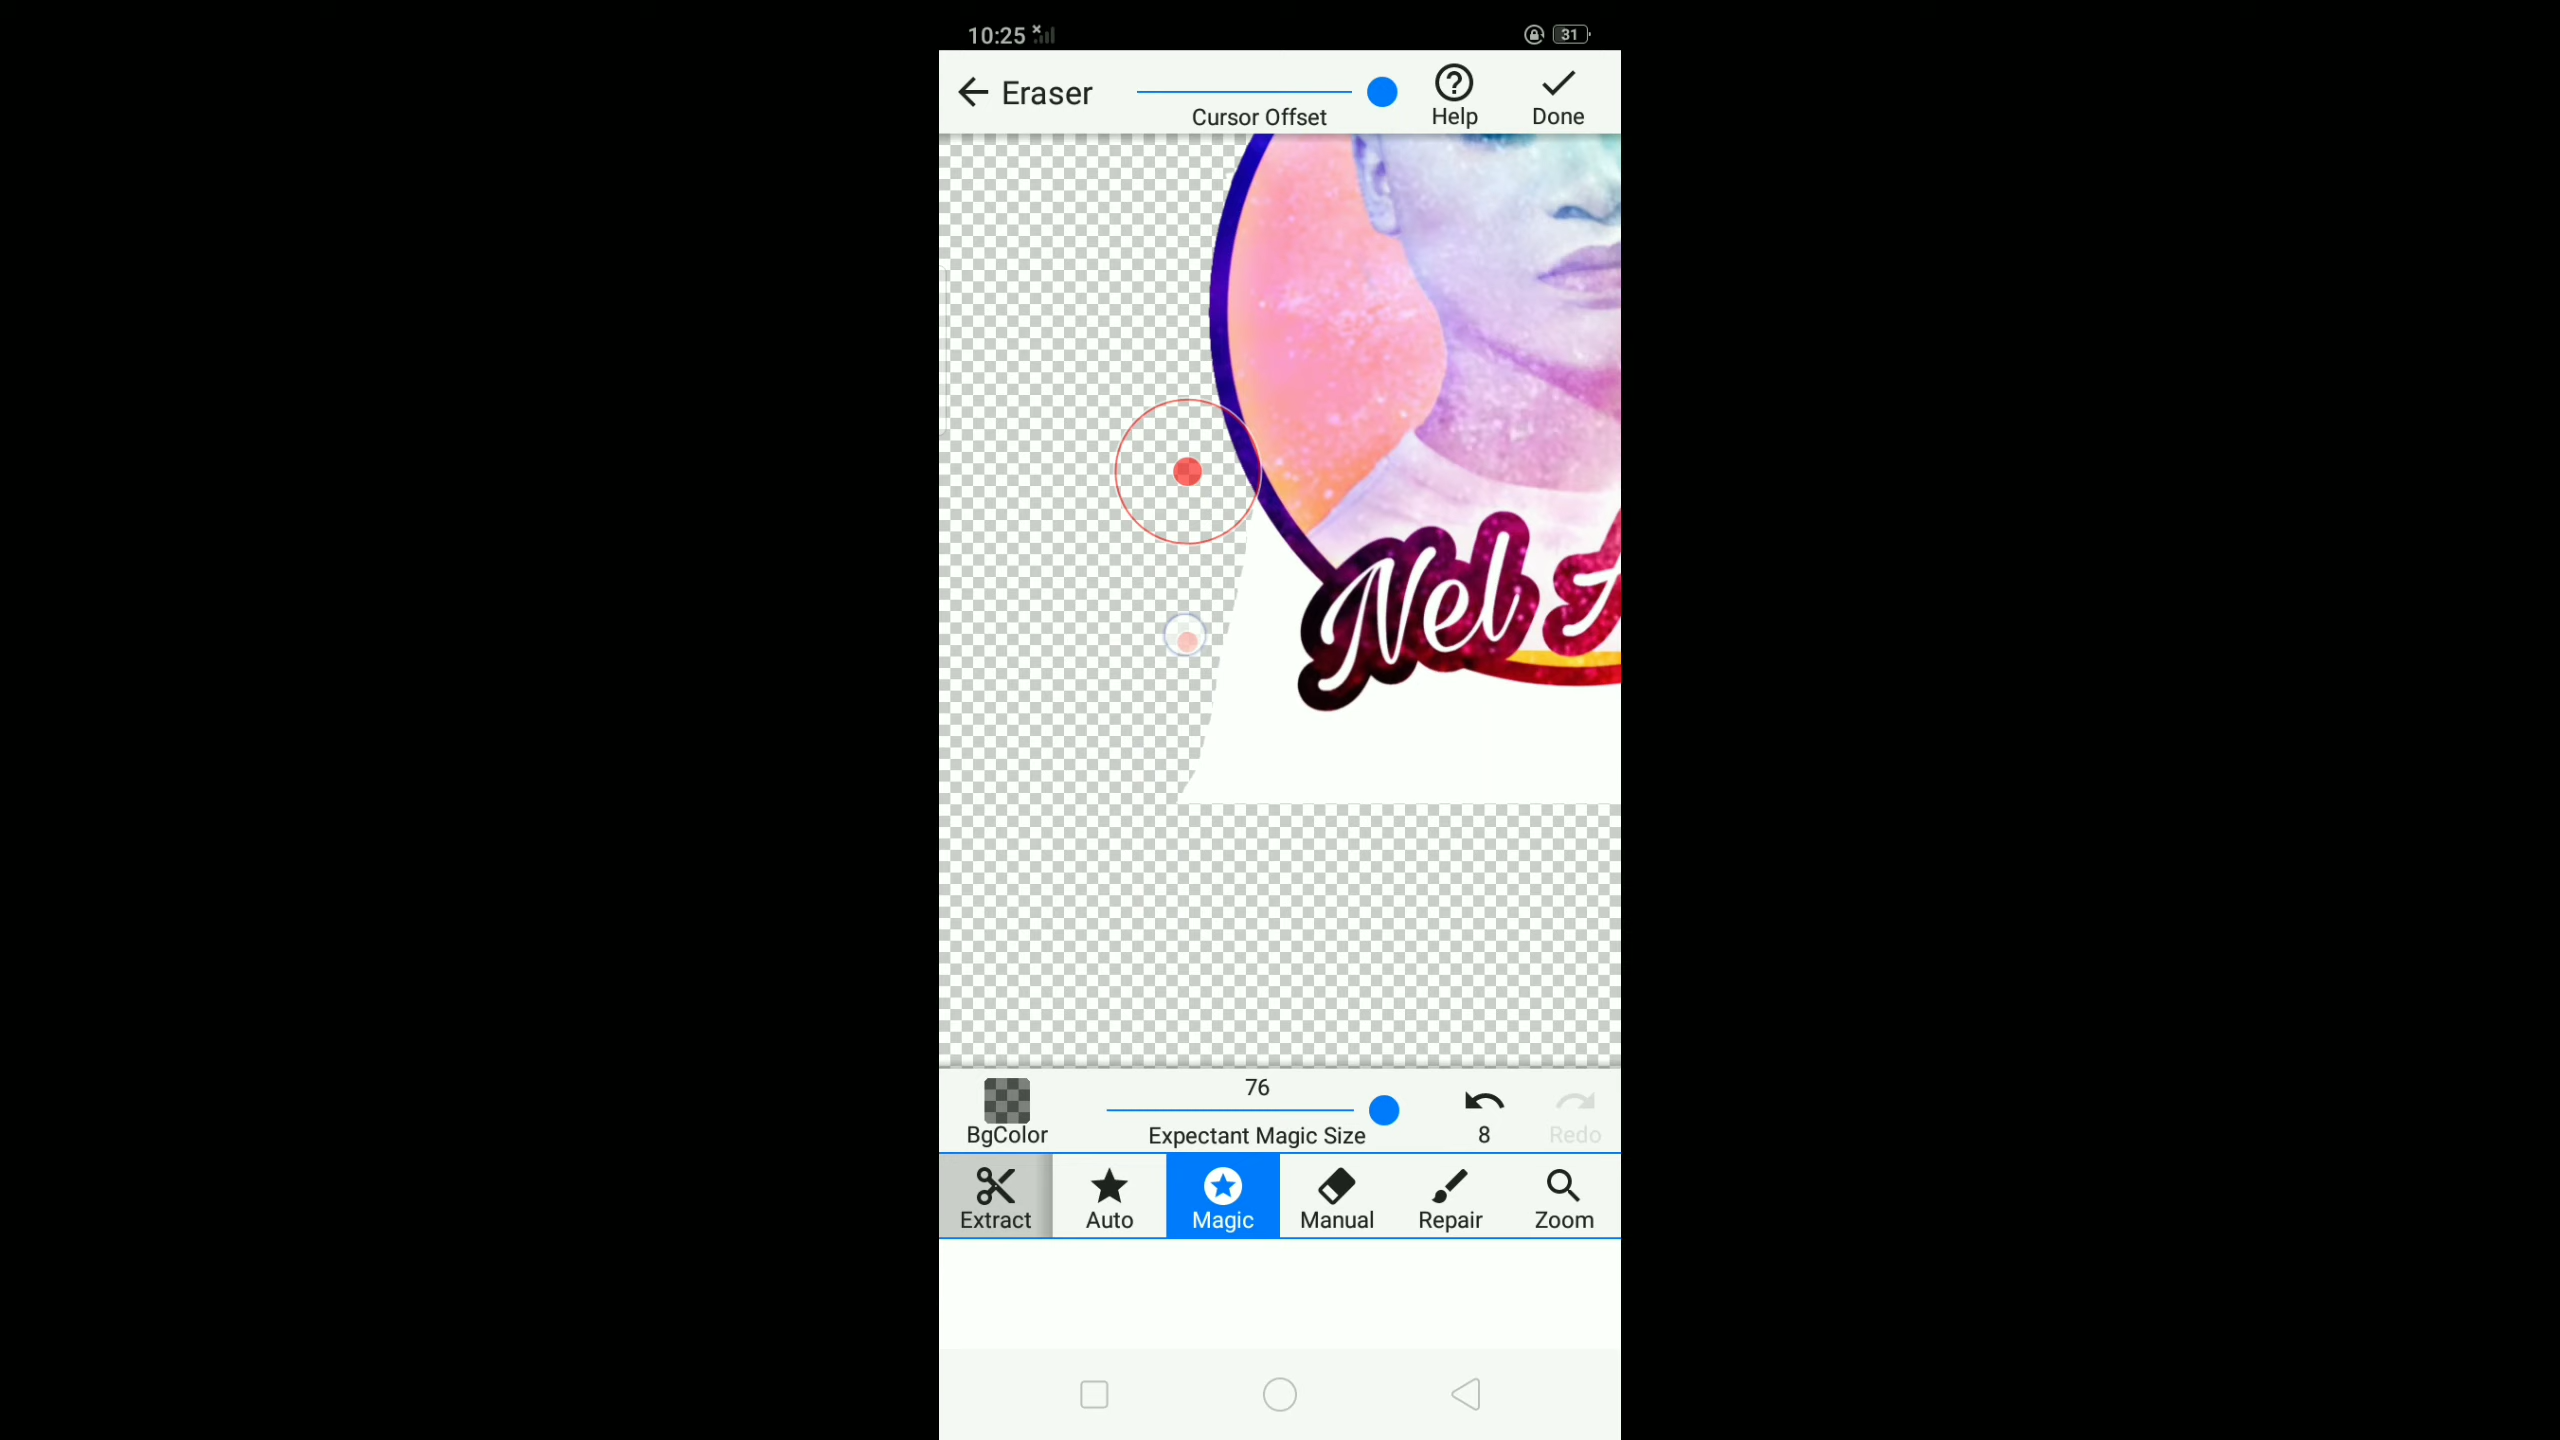 10:25
31
Eraser
Cursor Offset
Help
Done
Nel
76
BgColor
Expectant Magic Size
8
Redo
Extract
Auto
Magic
Manual
Repair
Zoom